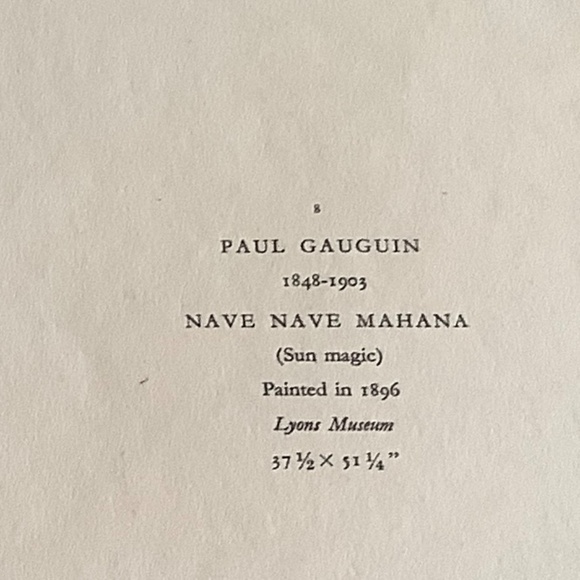 8
PAUL GAUGUIN
1848-1903
NAVE NAVE MAHANA
(Sun magic)
Painted in 1896
Lyons Museum
37 ½ × 51 ¼ ”